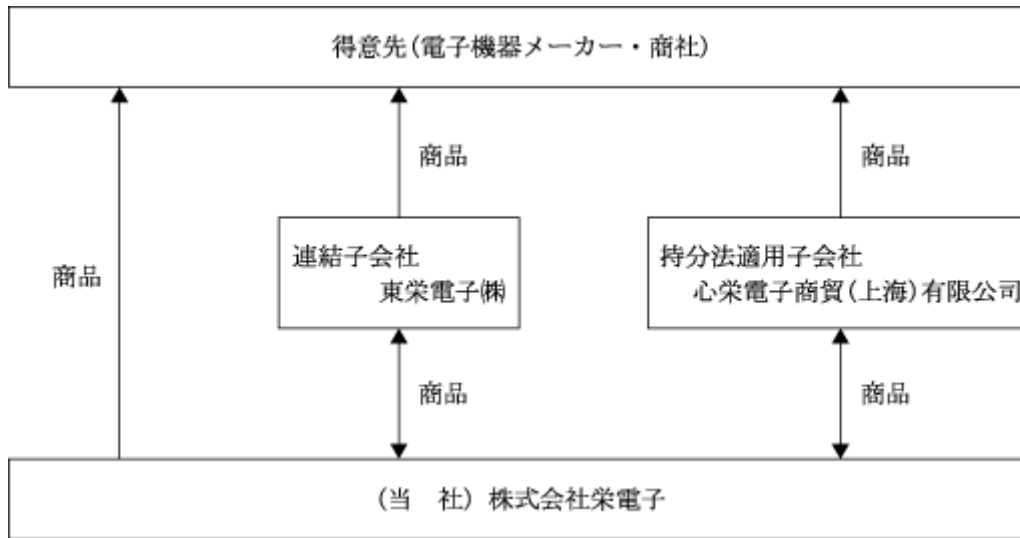 得意先(電子機器メーカー・商社)
商品
商品
連結子会社
東栄電子㈱
持分法適用子会社
心栄電子商貿(上海)有限公司
商品
商品
商品
(当　社) 株式会社栄電子